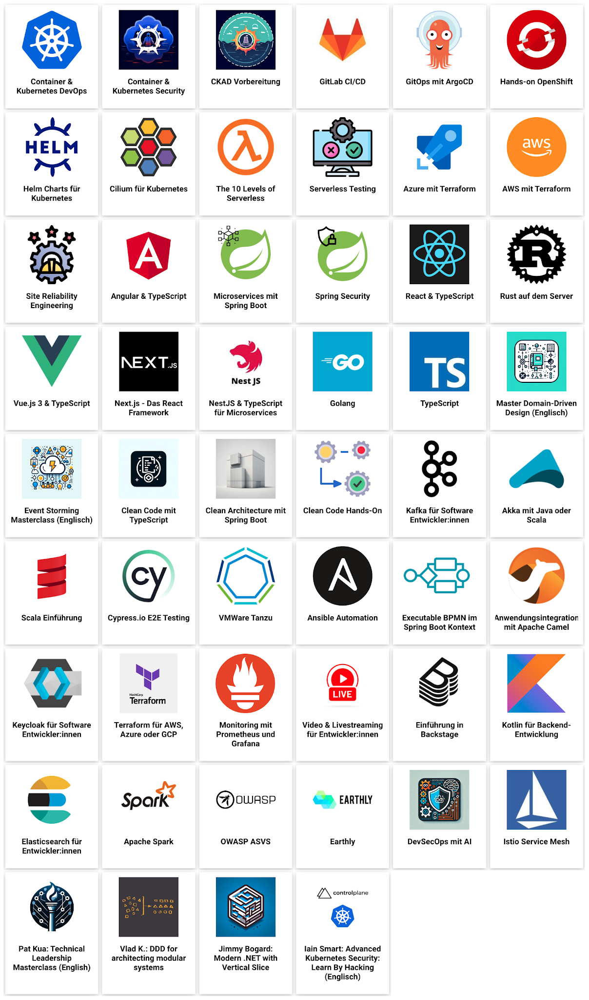 Container &
Kubernetes DevOps
Container &
Kubernetes Security
CKAD Vorbereitung
GitLab CI/CD
GitOps mit ArgoCD
Hands-on OpenShift
HELM
Helm Charts für
Kubernetes
Cilium für Kubernetes
The 10 Levels of
Serverless
Serverless Testing
Azure mit Terraform
aws
AWS mit Terraform
Site Reliability
Engineering
A
Angular & TypeScript
Microservices mit
Spring Boot
Spring Security
React & TypeScript
R
Rust auf dem Server
Vue.js 3 & TypeScript
NEXT.JS
Next.js - Das React
Framework
Nest JS
NestJS & TypeScript
für Microservices
GO
Golang
TS
TypeScript
Master Domain-Driven
Design (Englisch)
Event Storming
Masterclass (Englisch)
Clean Code mit
TypeScript
Clean Architecture mit
Spring Boot
Clean Code Hands-On
Kafka für Software
Entwickler:innen
Akka mit Java oder
Scala
Scala Einführung
cy
Cypress.io E2E Testing
VMWare Tanzu
A
Ansible Automation
Executable BPMN im
Spring Boot Kontext
Anwendungsintegration
mit Apache Camel
Keycloak für Software
Entwickler:innen
HashiCorp
Terraform
Terraform für AWS,
Azure oder GCP
Monitoring mit
Prometheus und
Grafana
LIVE
Video & Livestreaming
für Entwickler:innen
B
Einführung in
Backstage
Kotlin für Backend-
Entwicklung
Elasticsearch für
Entwickler:innen
Spark
Apache Spark
OWASP
OWASP ASVS
EARTHLY
Earthly
DevSecOps mit AI
Istio Service Mesh
Pat Kua: Technical
Leadership
Masterclass (English)
Vlad K.: DDD for
architecting modular
systems
Jimmy Bogard:
Modern .NET with
Vertical Slice
controlplane
Iain Smart: Advanced
Kubernetes Security:
Learn By Hacking
(Englisch)